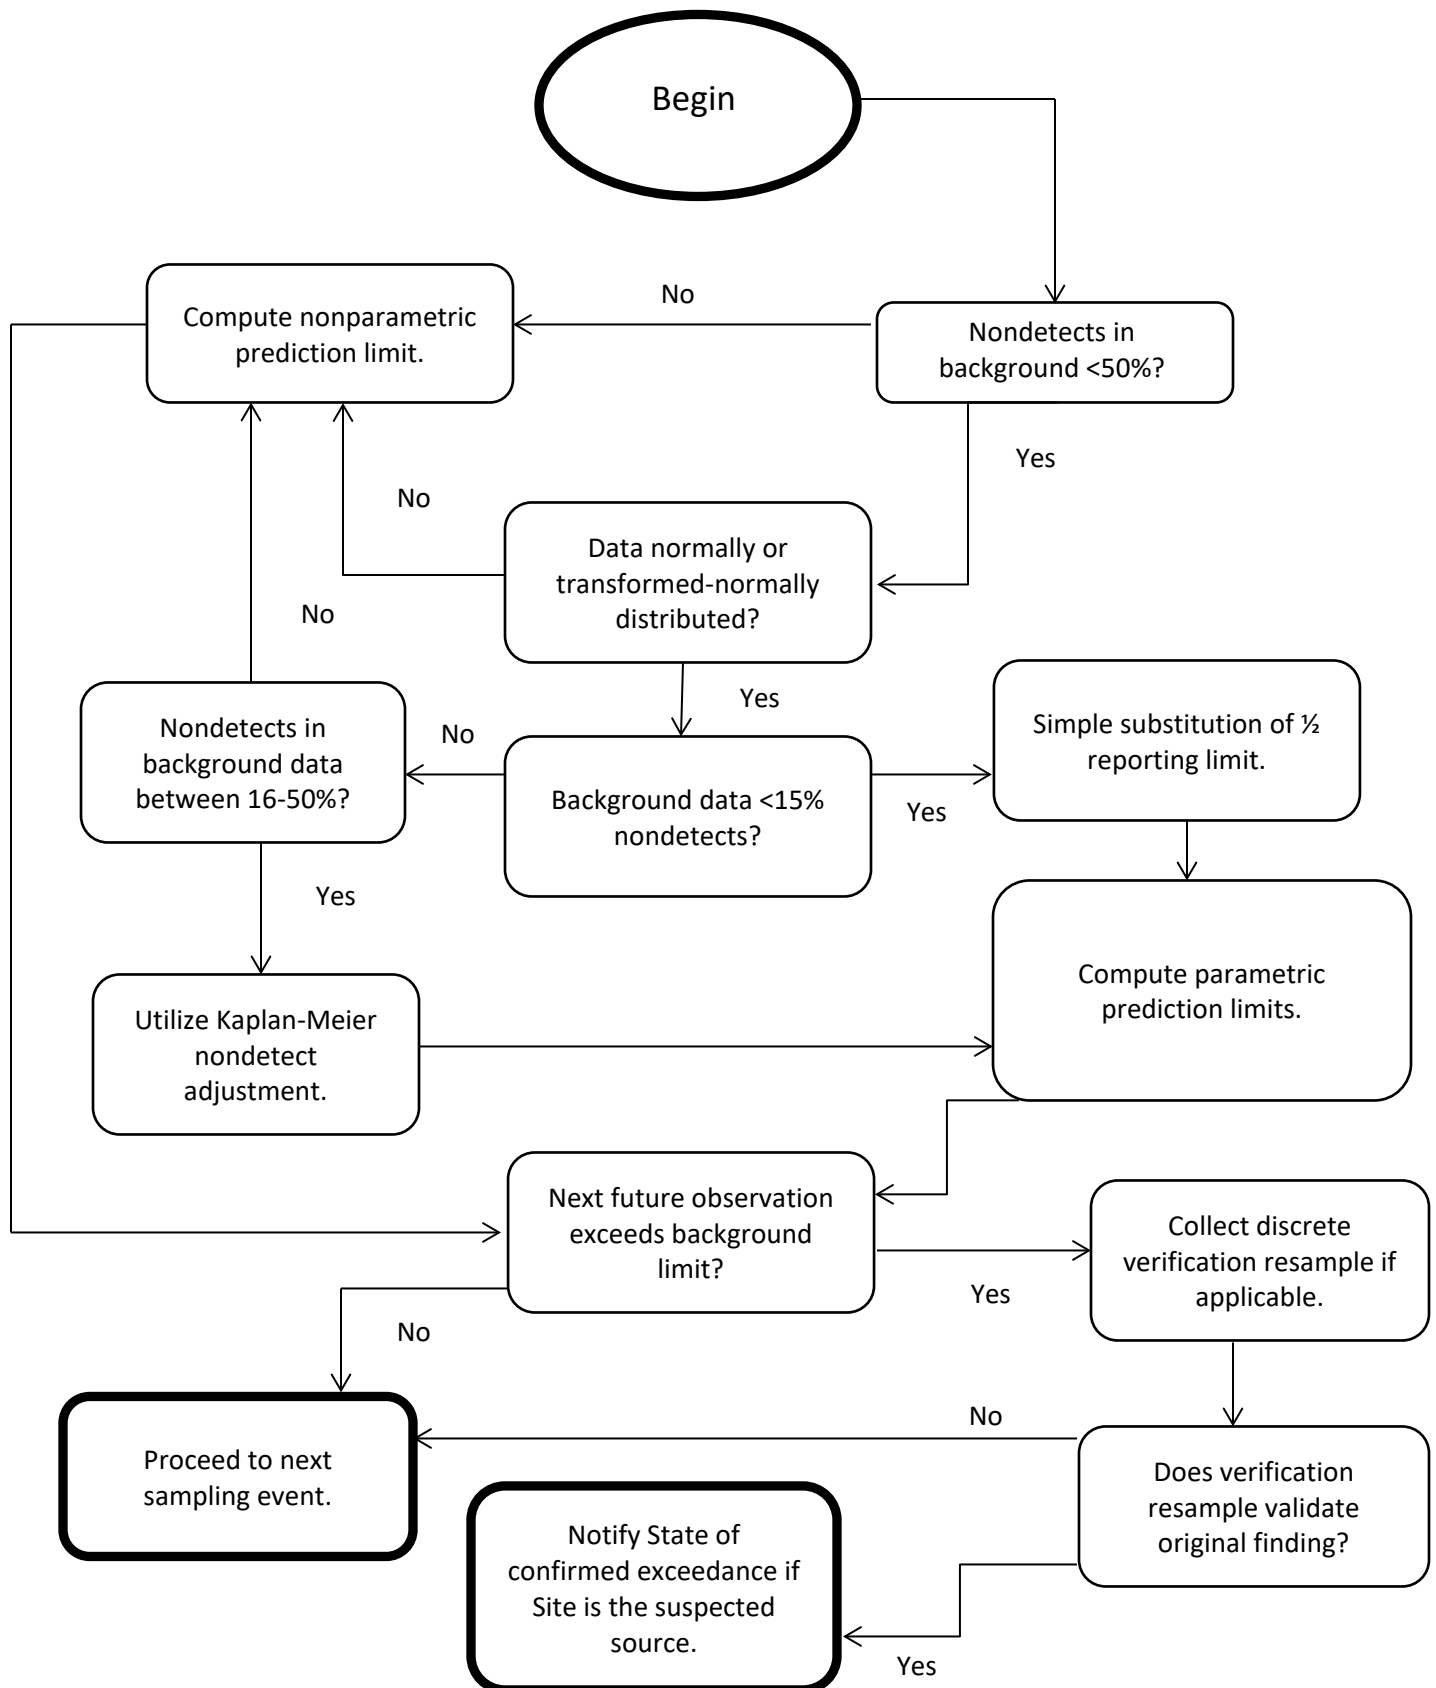 Begin
No
Compute nonparametric
prediction limit.
Nondetects in
background <50%?
Yes
No
Data normally or
transformed-normally
distributed?
No
Yes
Nondetects in
background data
between 16-50%?
No
Background data <15%
nondetects?
Yes
Simple substitution of ½
reporting limit.
Yes
Compute parametric
prediction limits.
Utilize Kaplan-Meier
nondetect
adjustment.
Next future observation
exceeds background
limit?
Yes
Collect discrete
verification resample if
applicable.
No
No
Proceed to next
sampling event.
Does verification
resample validate
original finding?
Notify State of
confirmed exceedance if
Site is the suspected
source.
Yes